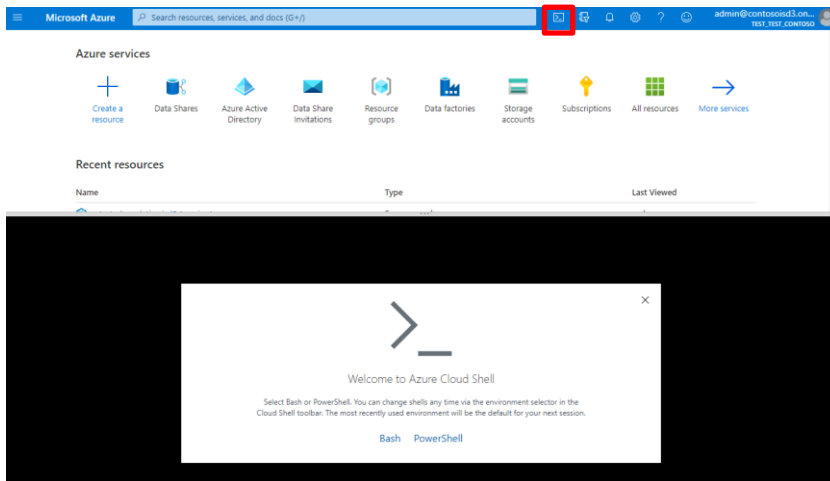 Microsoft Azure
Search resources, services, and docs (G+/)
admin@contosoisd3.on...
TEST_TEST_CONTOSO
Azure services
Create a
resource
Data Shares
Azure Active
Directory
Data Share
Invitations
Resource
groups
Data factories
Storage
accounts
Subscriptions
All resources
More services
Recent resources
Name Type Last Viewed
Welcome to Azure Cloud Shell
Select Bash or PowerShell. You can change shells any time via the environment selector in the
Cloud Shell toolbar. The most recently used environment will be the default for your next session.
Bash PowerShell